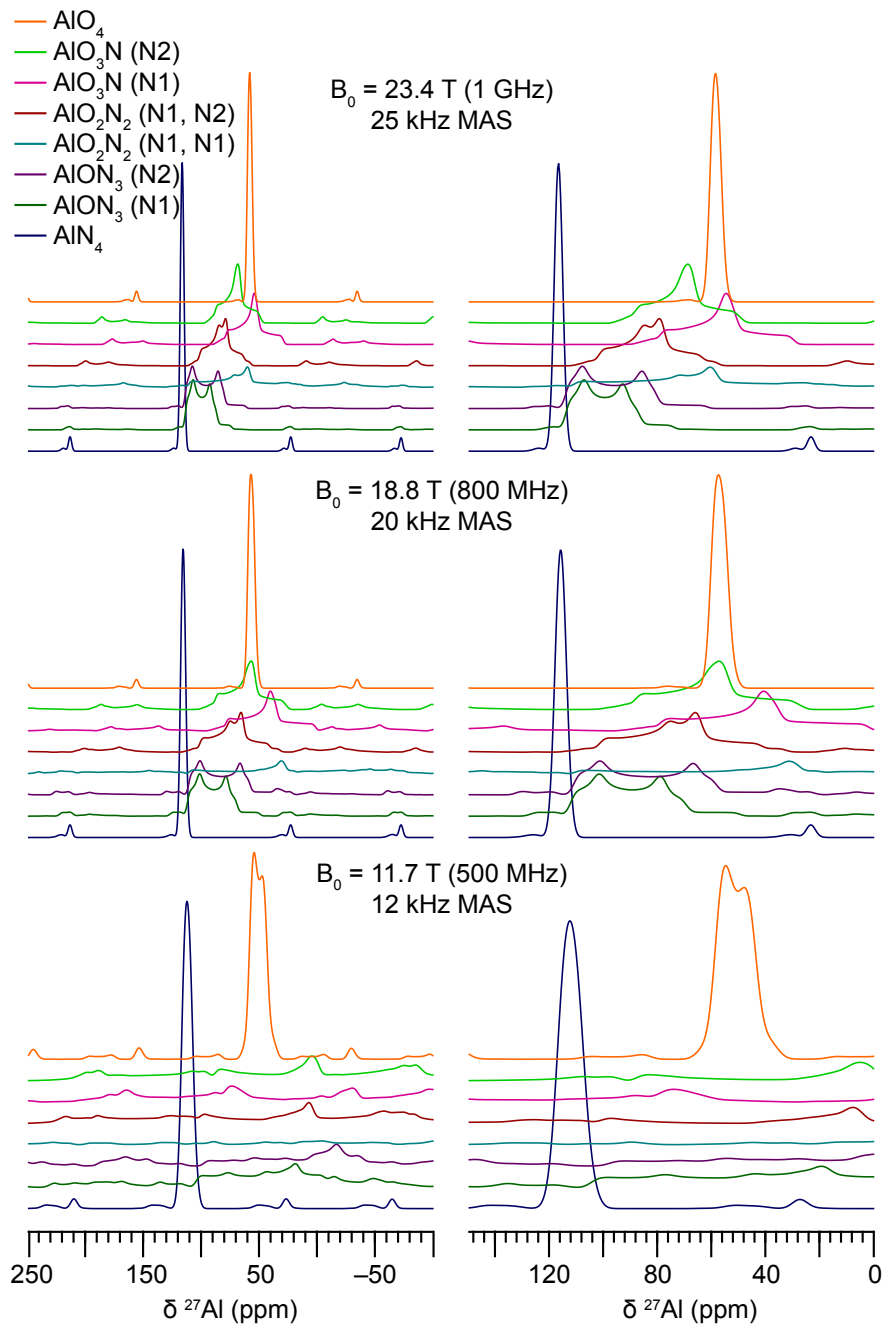 AlO₄
AlO₃N (N2)
AlO₃N (N1)
AlO₂N₂ (N1, N2)
AlO₂N₂ (N1, N1)
AlON₃ (N2)
AlON₃ (N1)
AlN₄
B₀ = 23.4 T (1 GHz)
25 kHz MAS
B₀ = 18.8 T (800 MHz)
20 kHz MAS
B₀ = 11.7 T (500 MHz)
12 kHz MAS
250 150 50 –50
120 80 40 0
δ ²⁷Al (ppm)
δ ²⁷Al (ppm)